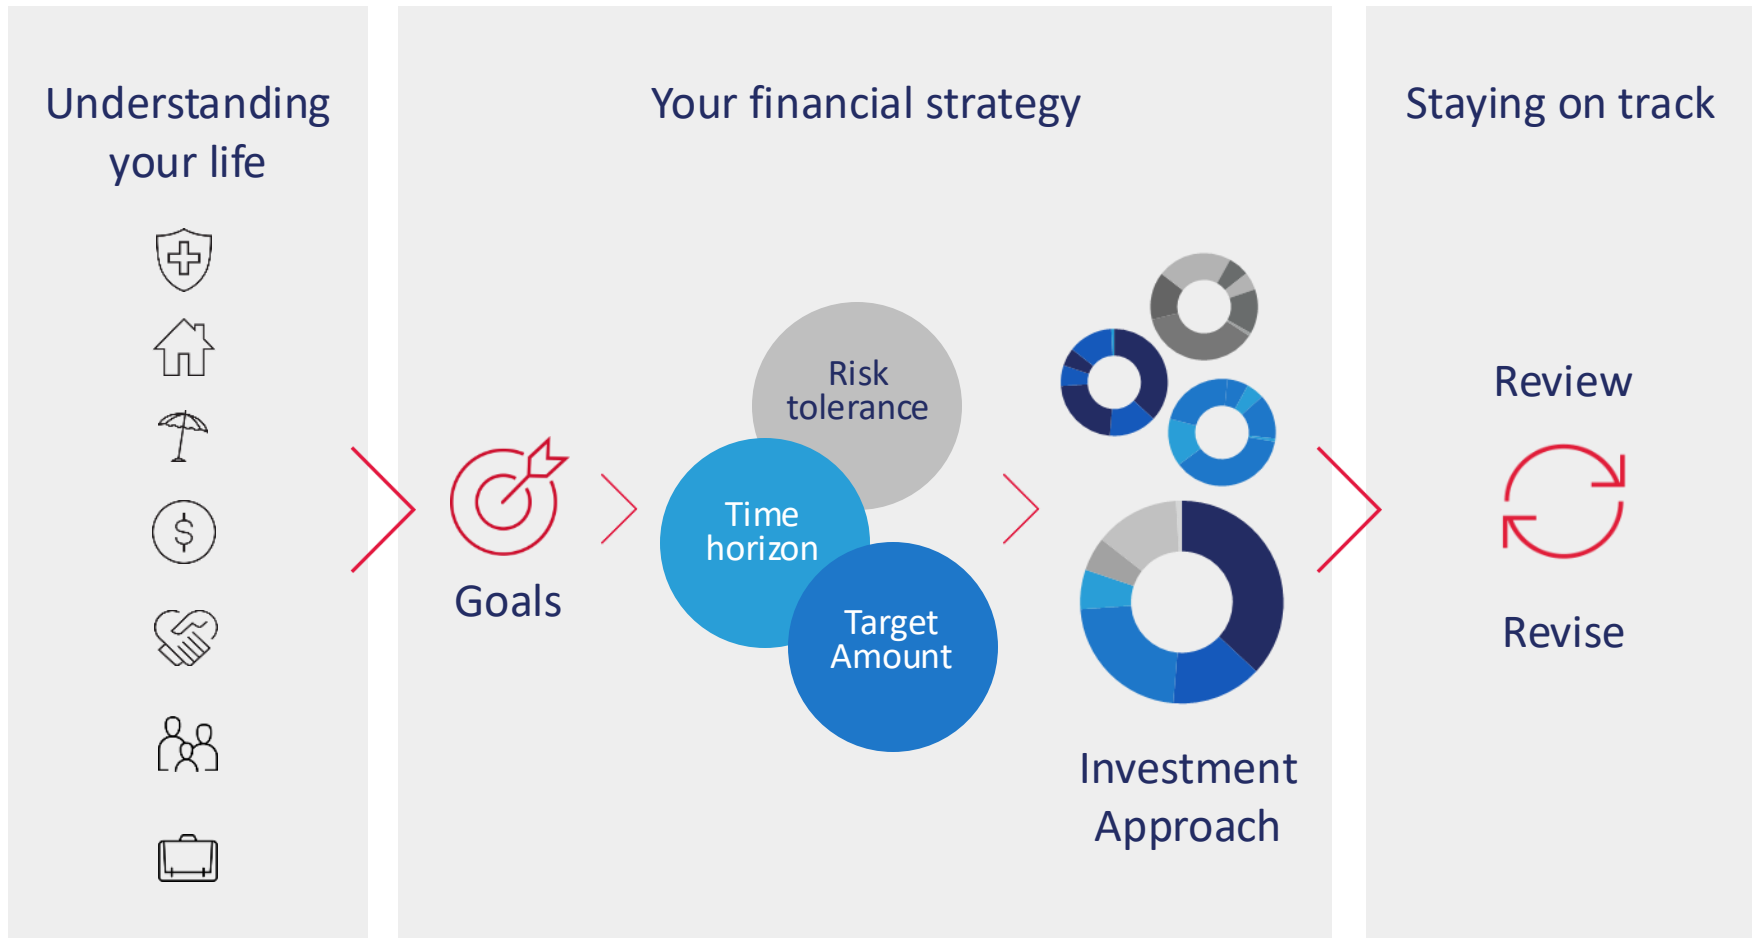 Understanding
your life
Your financial strategy
Goals
Risk
tolerance
Time
horizon
Target
Amount
Investment
Approach
Staying on track
Review
Revise